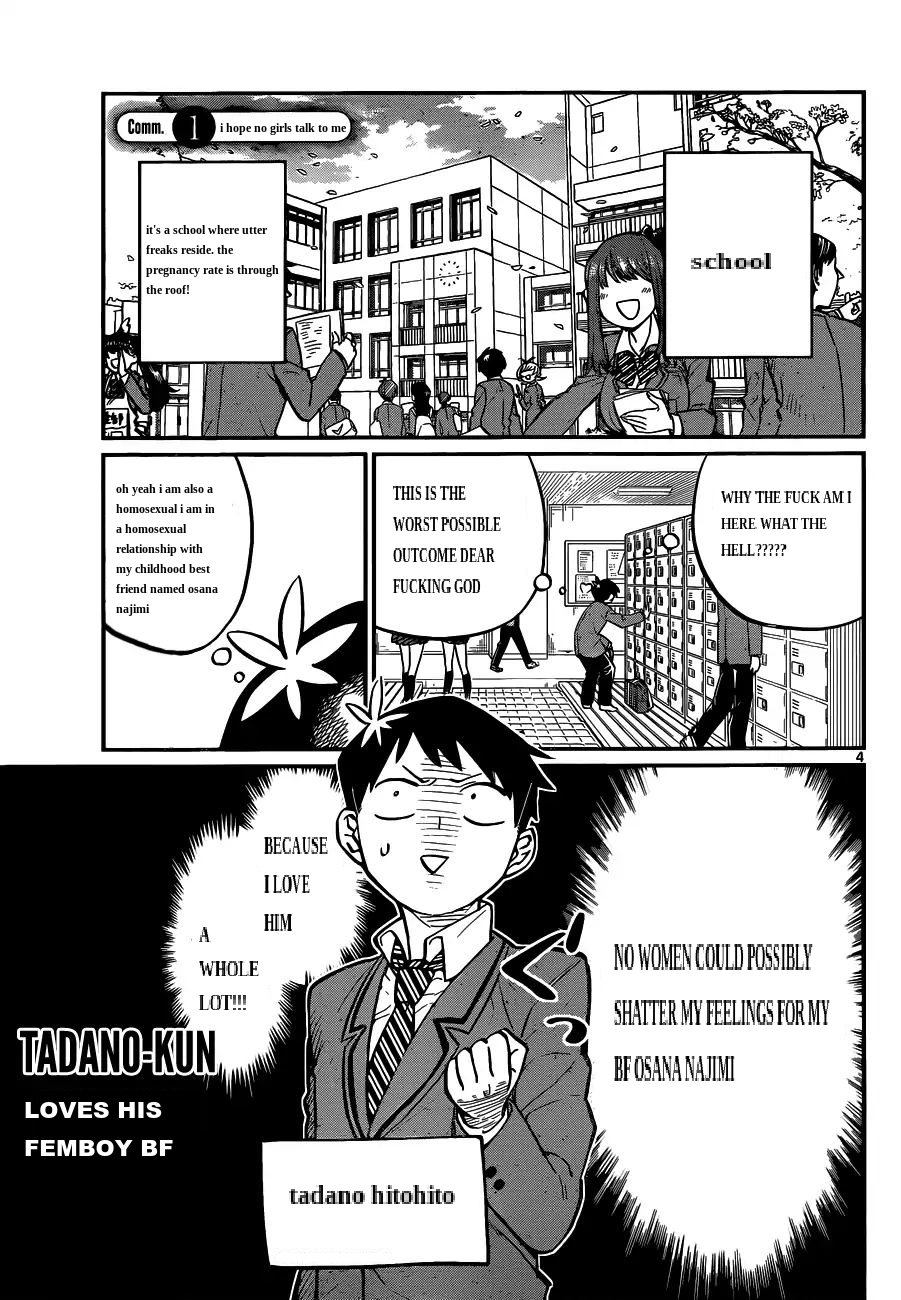 Comm. 1 i hope no girls talk to me
school
it's a school where utter
freaks reside. the
pregnancy rate is through
the roof!
WHY THE FUCK AM I
HERE WHAT THE
HELL?????
THIS IS THE
WORST POSSIBLE
OUTCOME DEAR
FUCKING GOD
oh yeah i am also a
homosexual i am in
a homosexual
relationship with
my childhood best
friend named osana
najimi
4
NO WOMEN COULD POSSIBLY
SHATTER MY FEELINGS FOR MY
BF OSANA NAJIMI
ぐっ
BECAUSE
I LOVE
HIM
A
WHOLE
LOT!!!
TADANO-KUN
LOVES HIS
FEMBOY BF
tadano hitohito